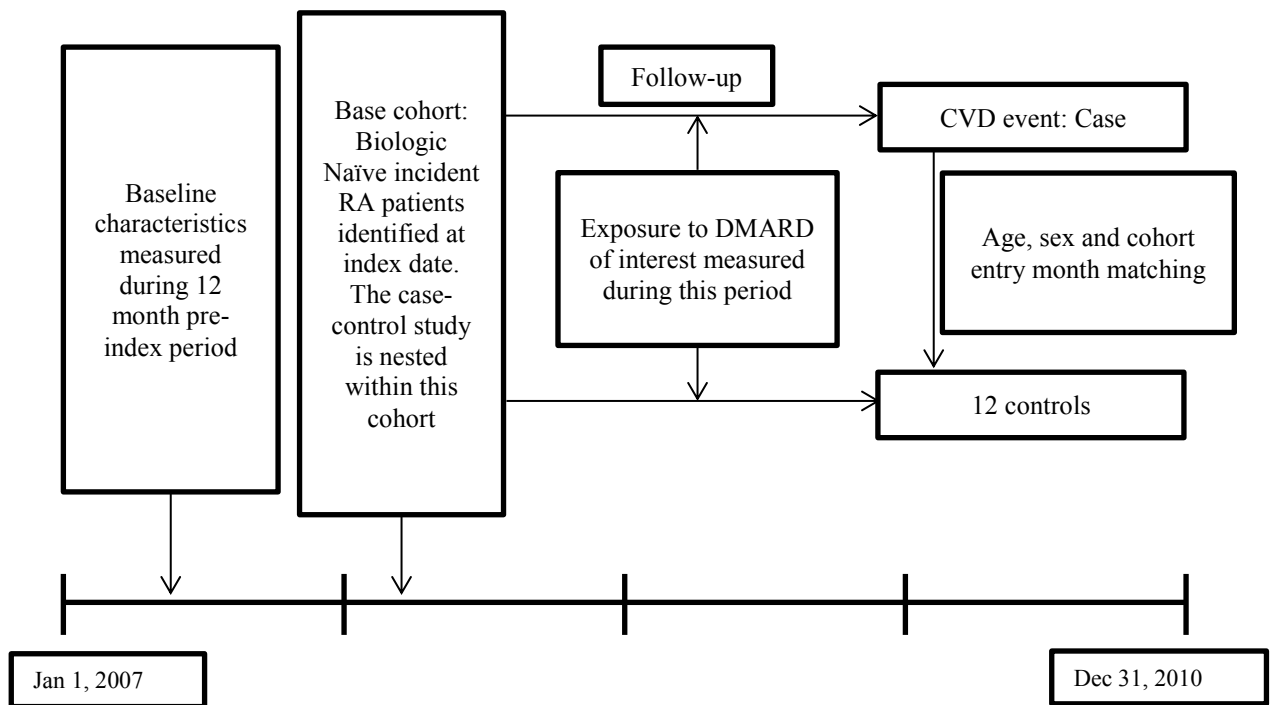 Baseline
characteristics
measured
during 12
month pre-
index period
Base cohort:
Biologic
Naïve incident
RA patients
identified at
index date.
The case-
control study
is nested
within this
cohort
Follow-up
Exposure to DMARD
of interest measured
during this period
CVD event: Case
Age, sex and cohort
entry month matching
12 controls
Jan 1, 2007
Dec 31, 2010